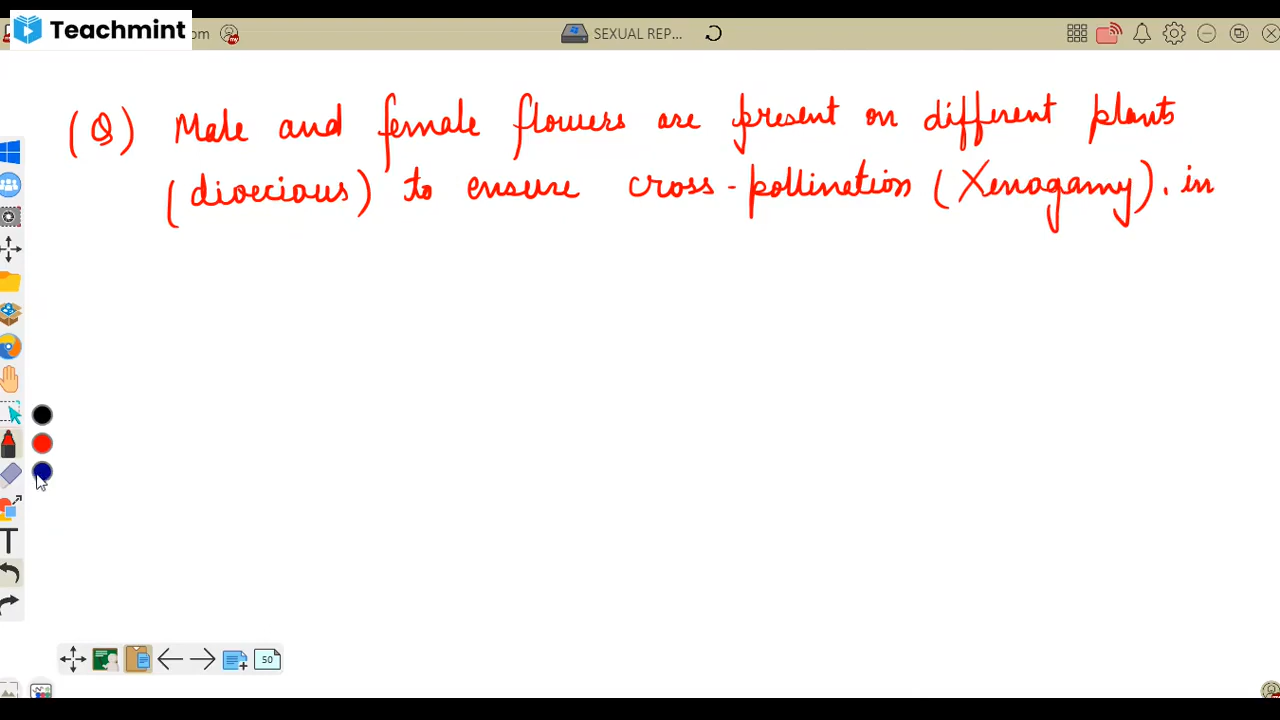 Teachmint
om
SEXUAL REP...
(Q) Male and female flowers are present on different plants
(dioecious) to ensure cross-pollination (Xenogamy). in
T
50